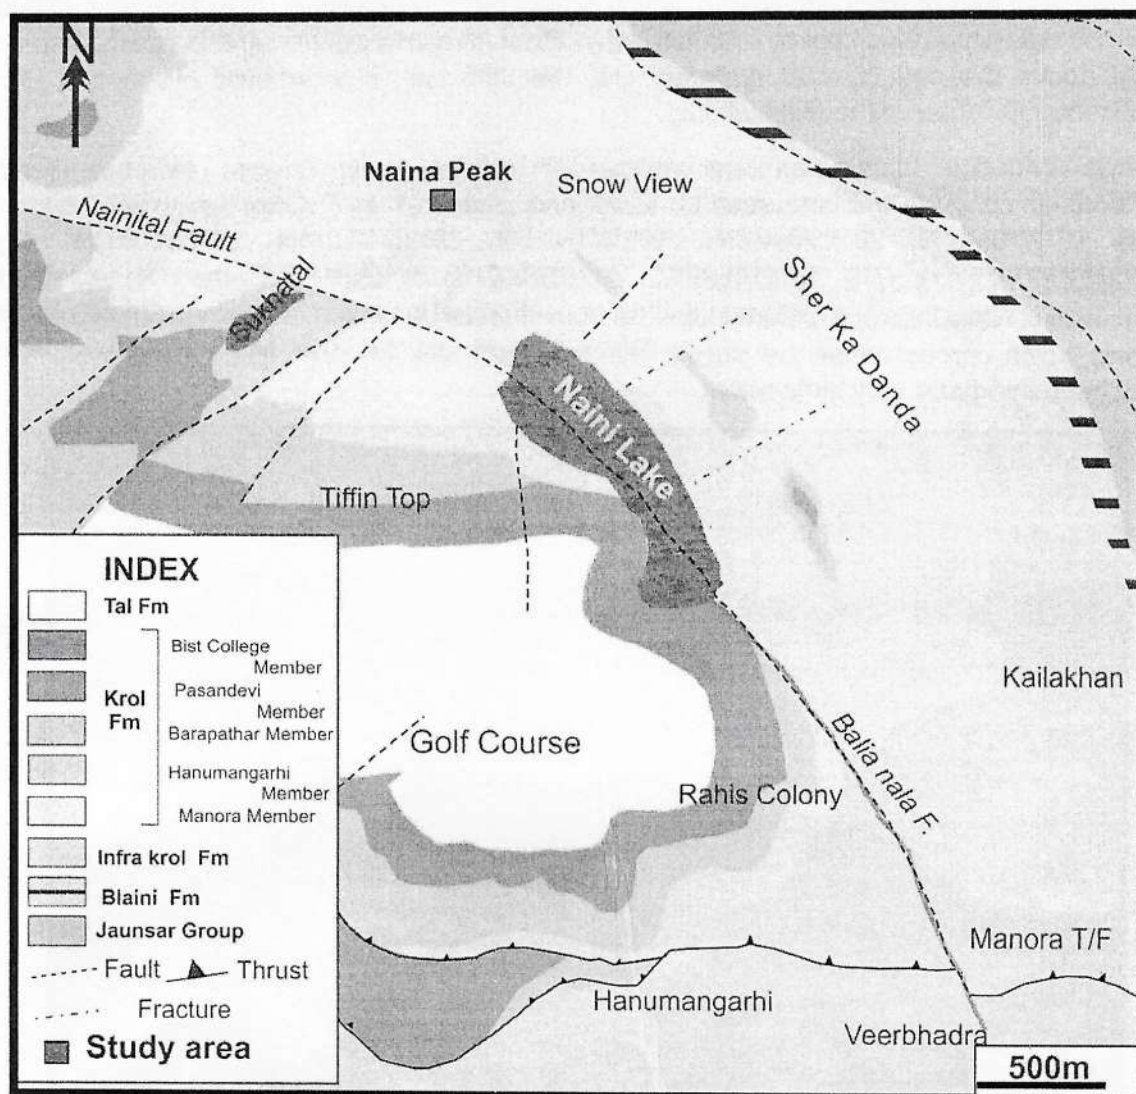 N
Naina Peak
Snow View
Nainital Fault
Sukhatal
Sher Ka Danda
Naini Lake
Tiffin Top
INDEX
Tal Fm
Bist College
Member
Krol
Fm
Pasandevi
Member
Barapathar Member
Hanumangarhi
Member
Manora Member
Infra krol Fm
Blaini Fm
Jaunsar Group
Fault
Thrust
Fracture
Study area
Golf Course
Kailakhan
Balia nala F.
Rahis Colony
Manora T/F
Hanumangarhi
Veerbhadra
500m